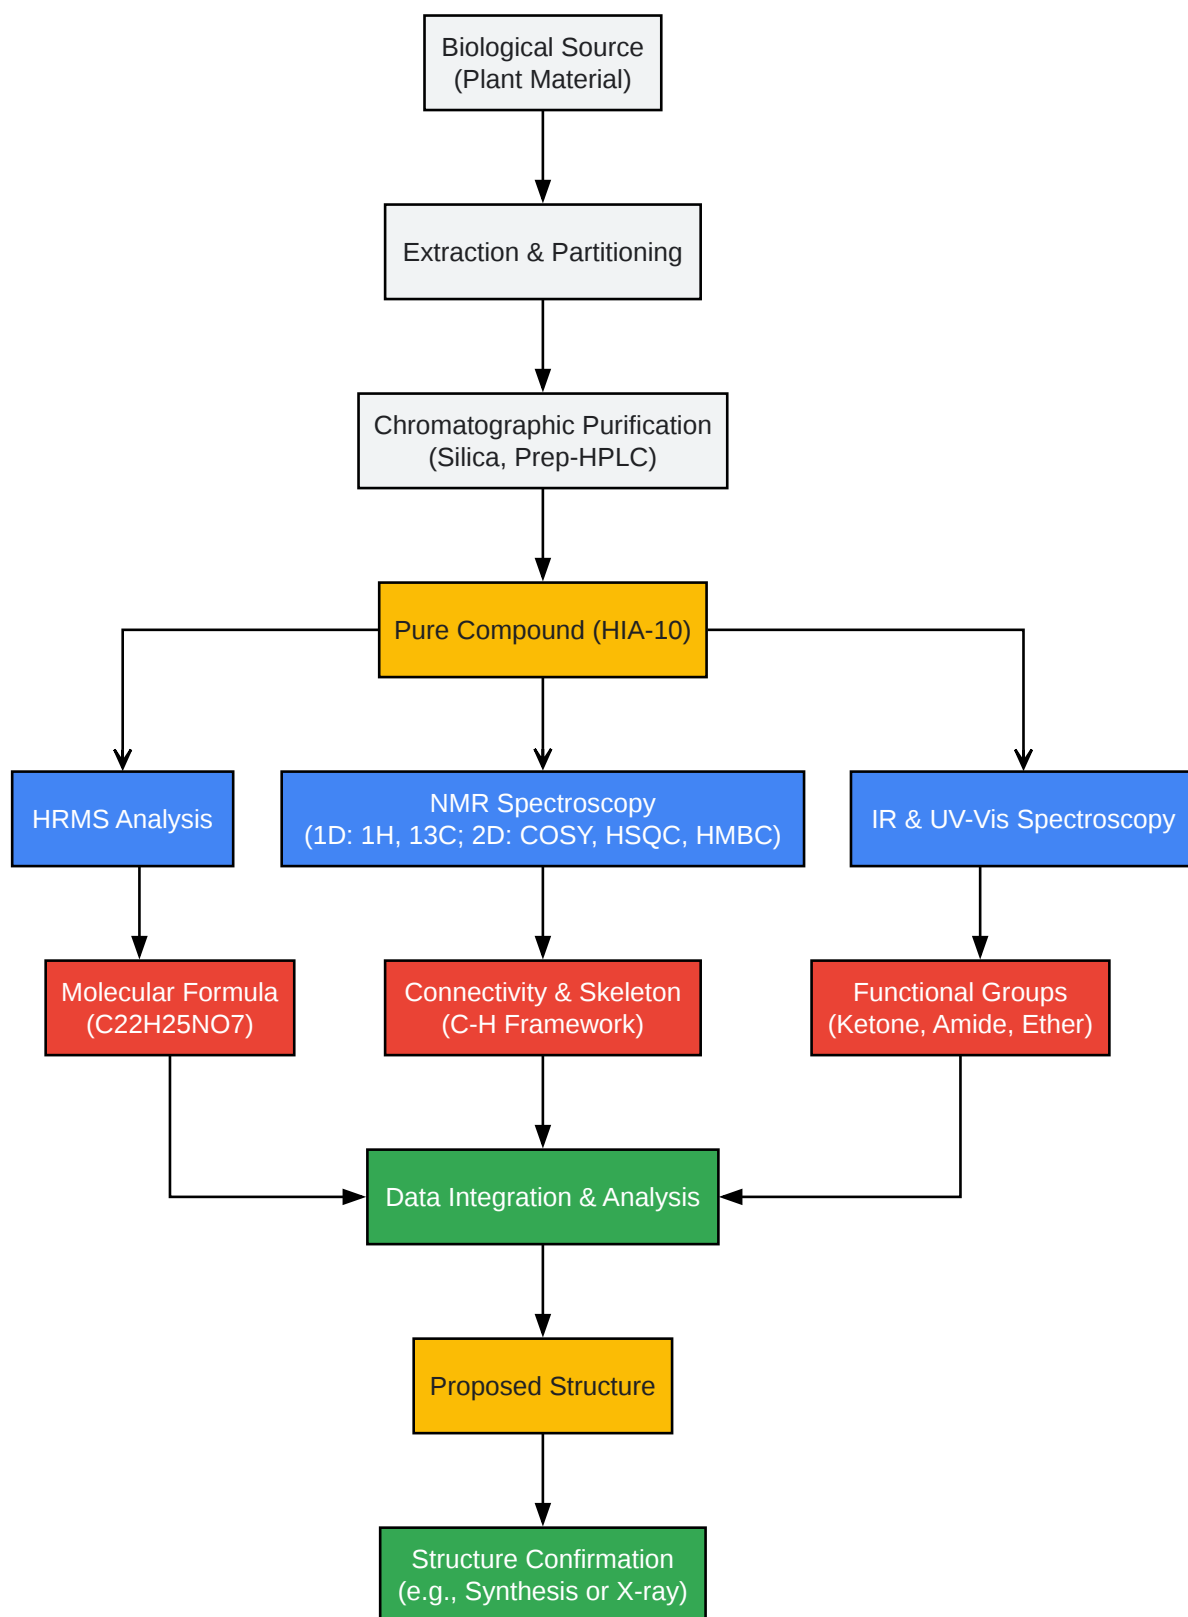 Biological Source
(Plant Material)
Extraction & Partitioning
Chromatographic Purification
(Silica, Prep-HPLC)
Pure Compound (HIA-10)
HRMS Analysis
NMR Spectroscopy
(1D: 1H, 13C; 2D: COSY, HSQC, HMBC)
IR & UV-Vis Spectroscopy
Molecular Formula
(C22H25NO7)
Connectivity & Skeleton
(C-H Framework)
Functional Groups
(Ketone, Amide, Ether)
Data Integration & Analysis
Proposed Structure
Structure Confirmation
(e.g., Synthesis or X-ray)